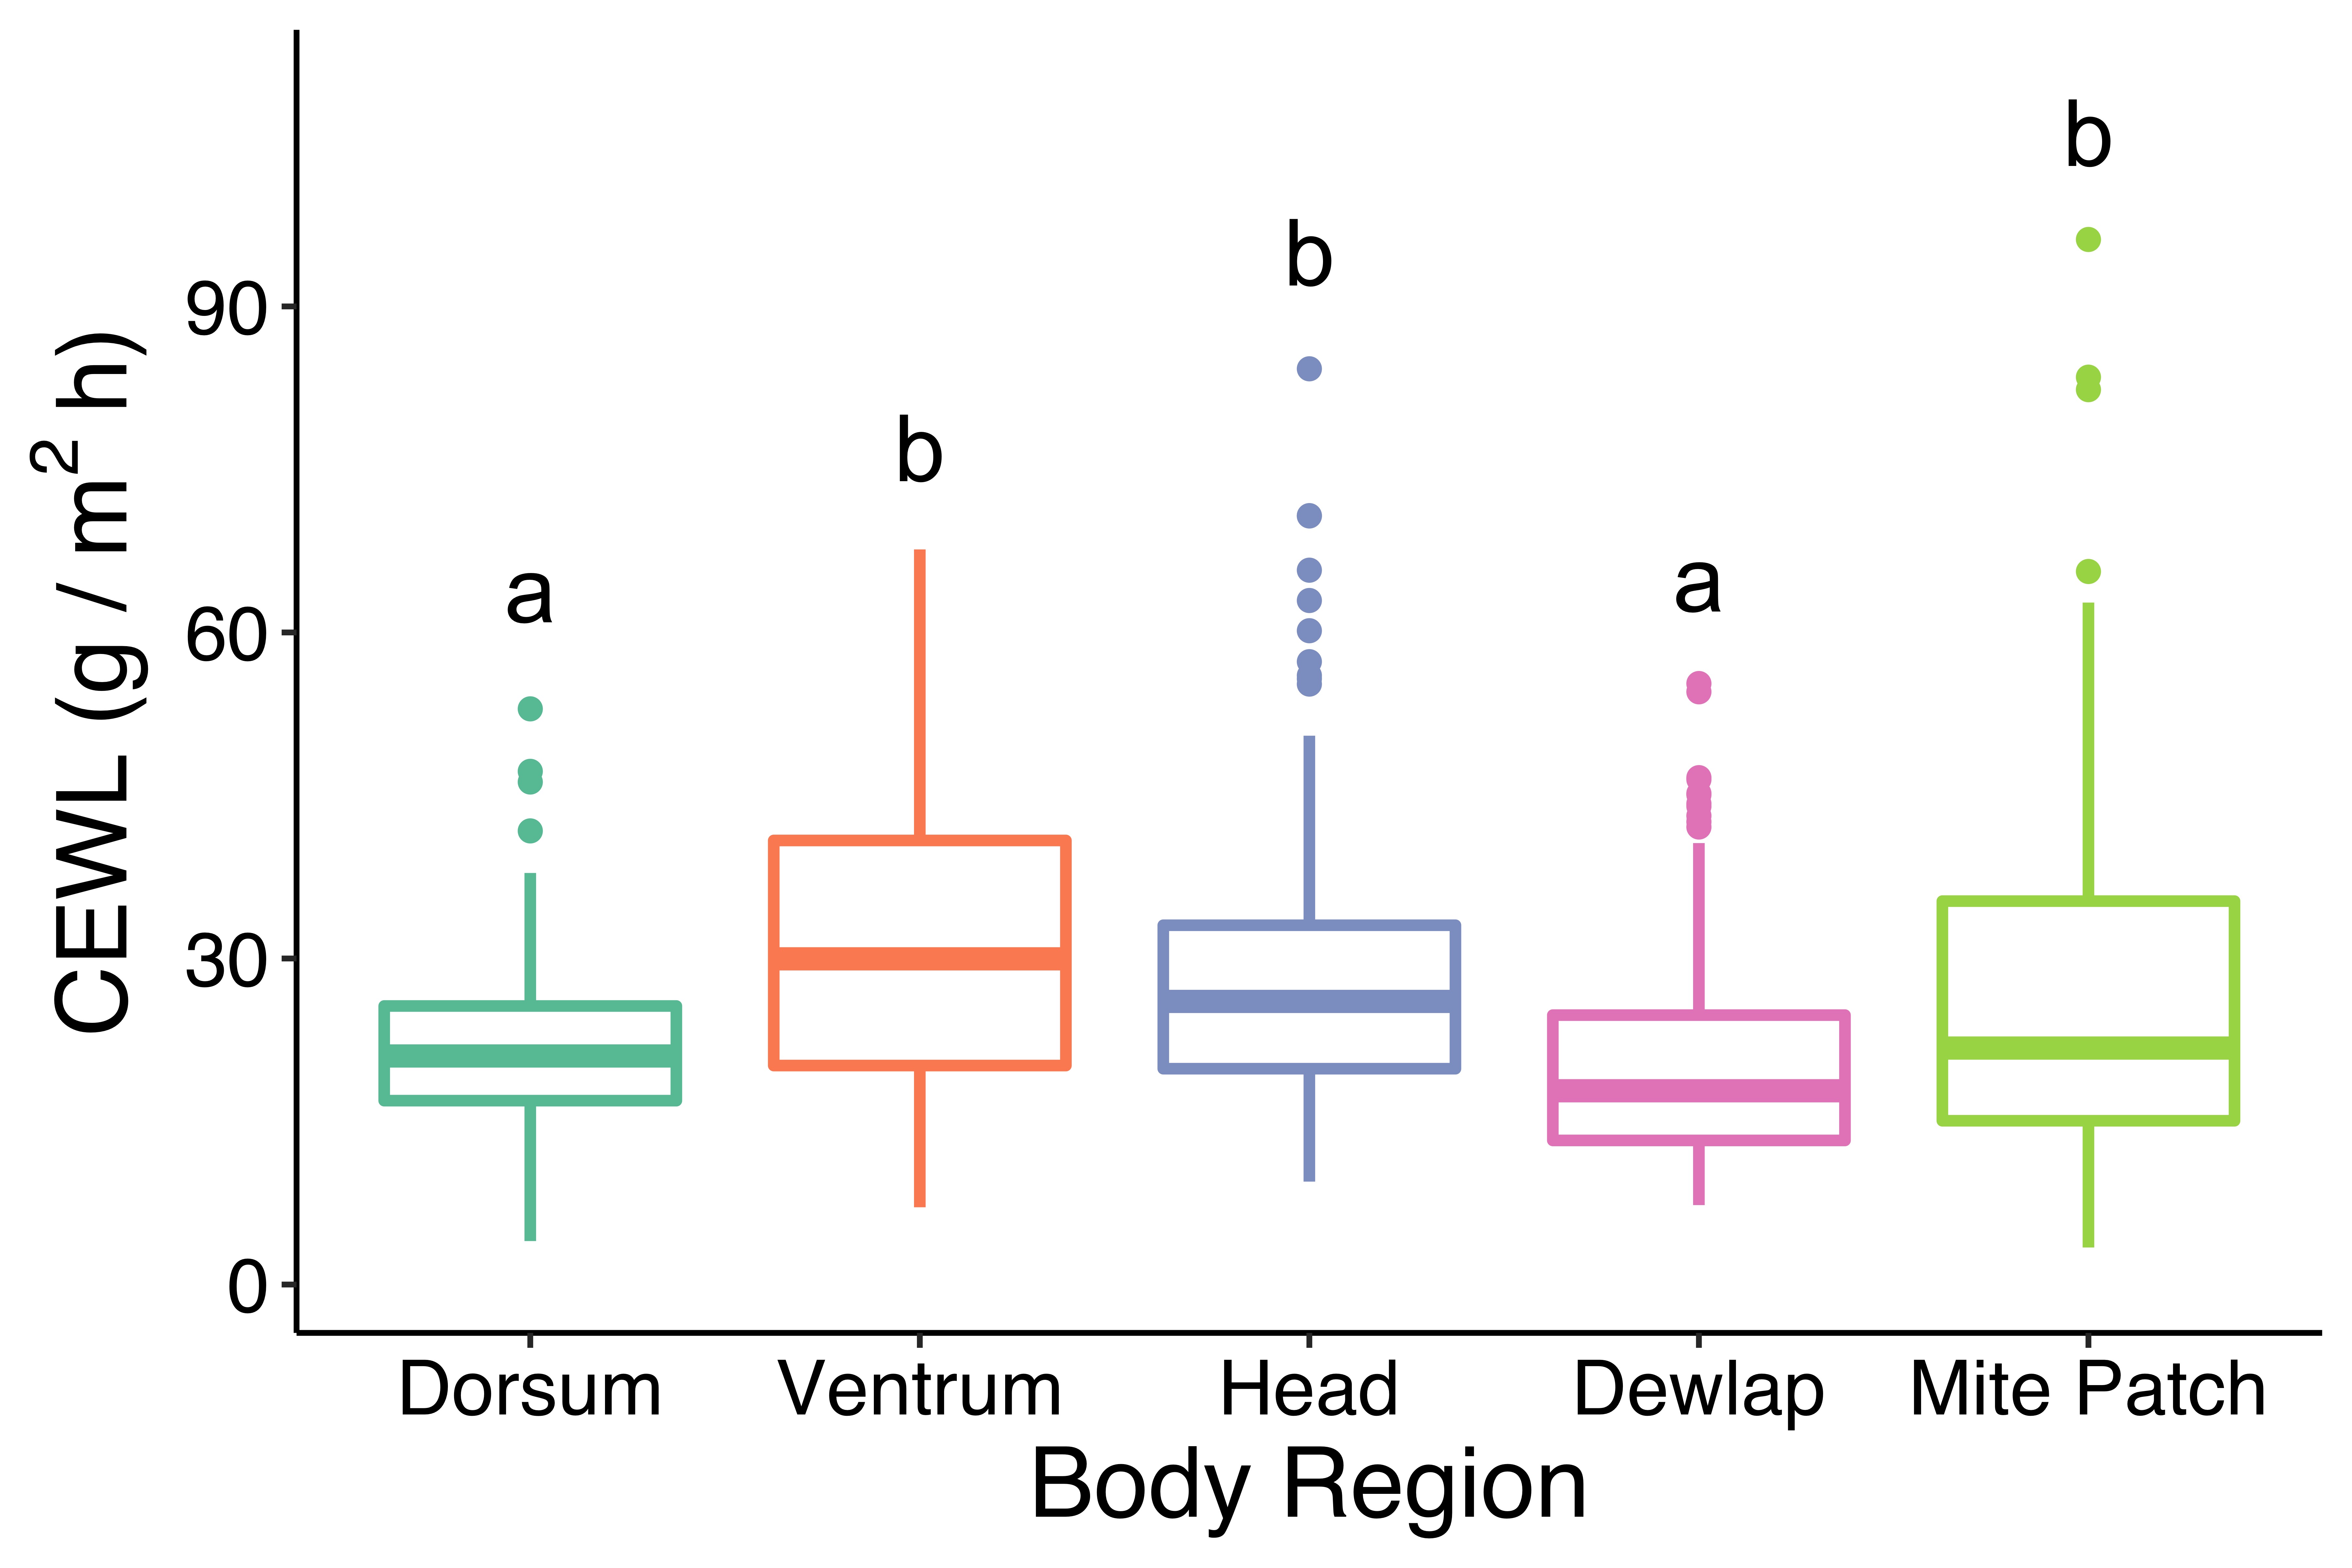 CEWL (g / m² h)
90
60
30
0
a
b
b
a
b
Dorsum Ventrum Head Dewlap Mite Patch
Body Region